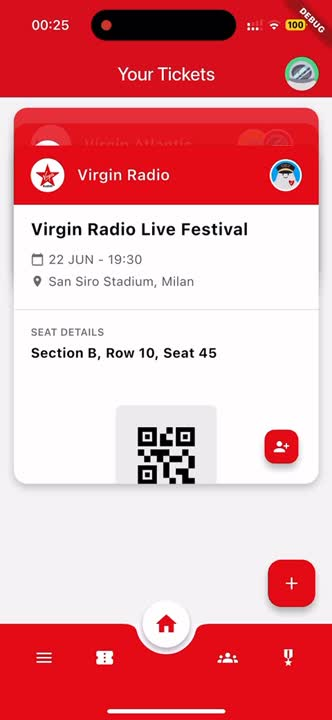 00:25
100
DEBUG
Your Tickets
Virgin Atlantic
Virgin Radio
Virgin Radio Live Festival
22 JUN - 19:30
San Siro Stadium, Milan
SEAT DETAILS
Section B, Row 10, Seat 45